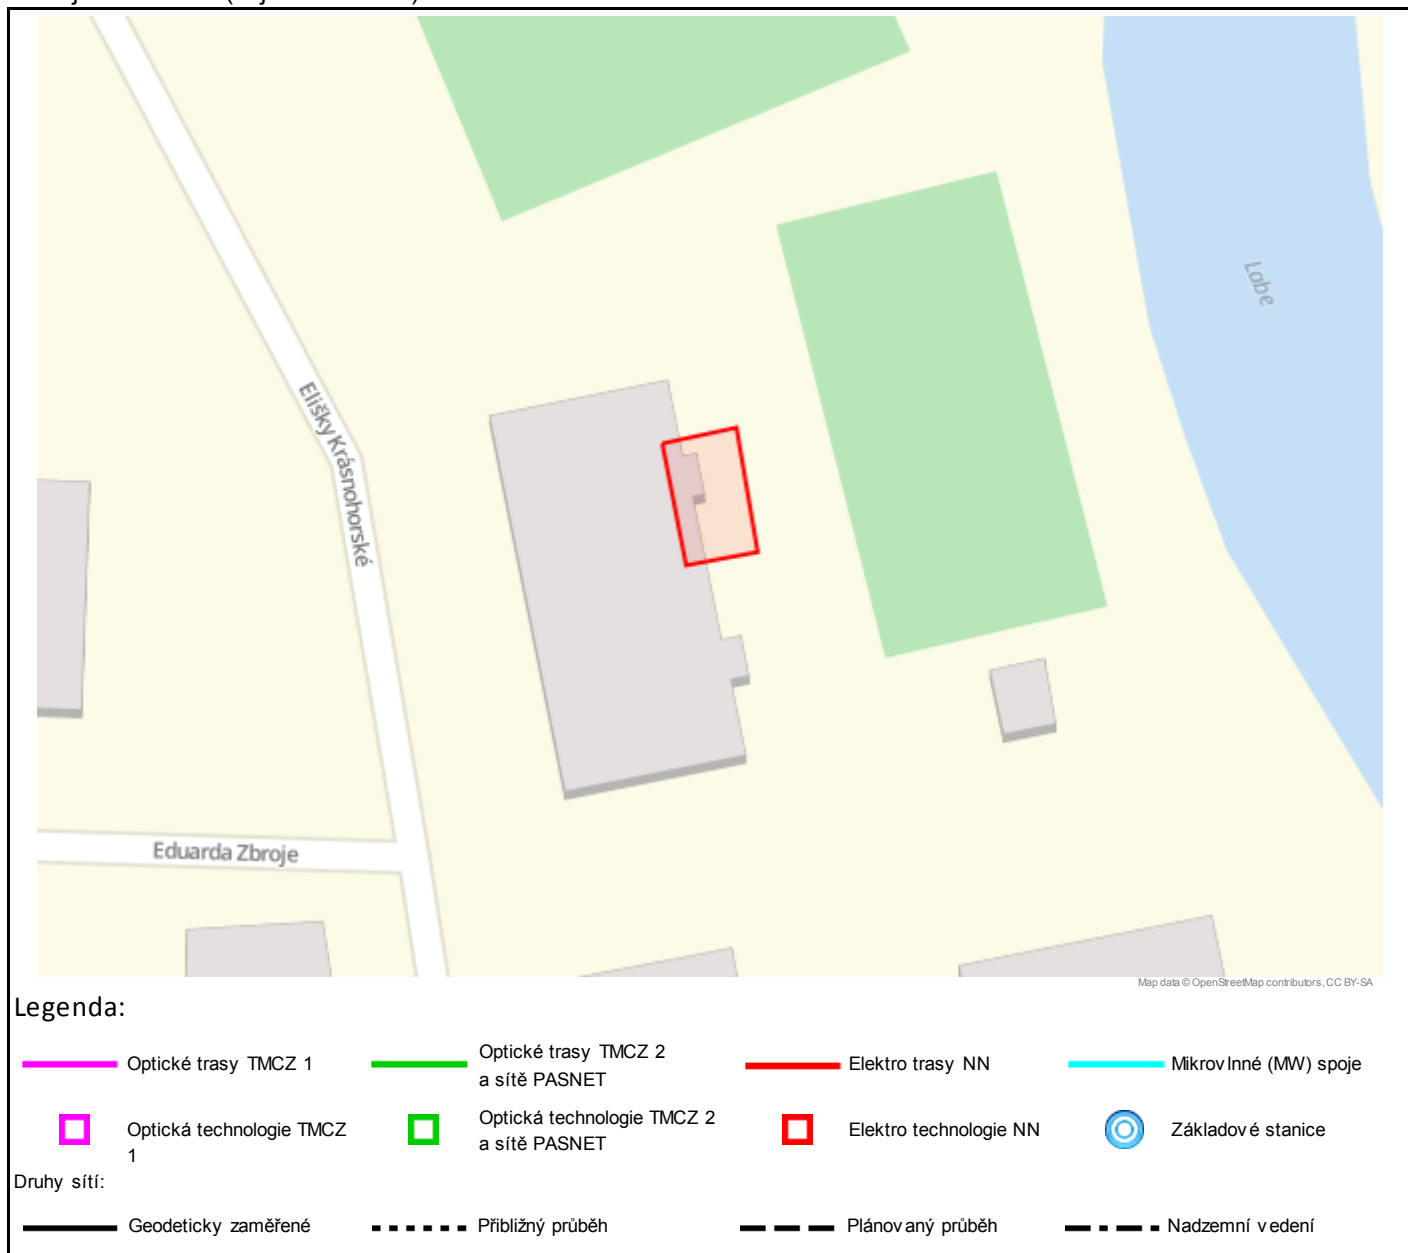 Labe
Elišky Krásnohorské
Eduarda Zbroje
Map data © OpenStreetMap contributors, CC BY-SA
Legenda:
Optické trasy TMCZ 1
Optické trasy TMCZ 2
a sítě PASNET
Elektro trasy NN
Mikrovlnné (MW) spoje
Optická technologie TMCZ
1
Optická technologie TMCZ 2
a sítě PASNET
Elektro technologie NN
Základové stanice
Druhy sítí:
Geodeticky zaměřené
Přibližný průběh
Plánovaný průběh
Nadzemní vedení